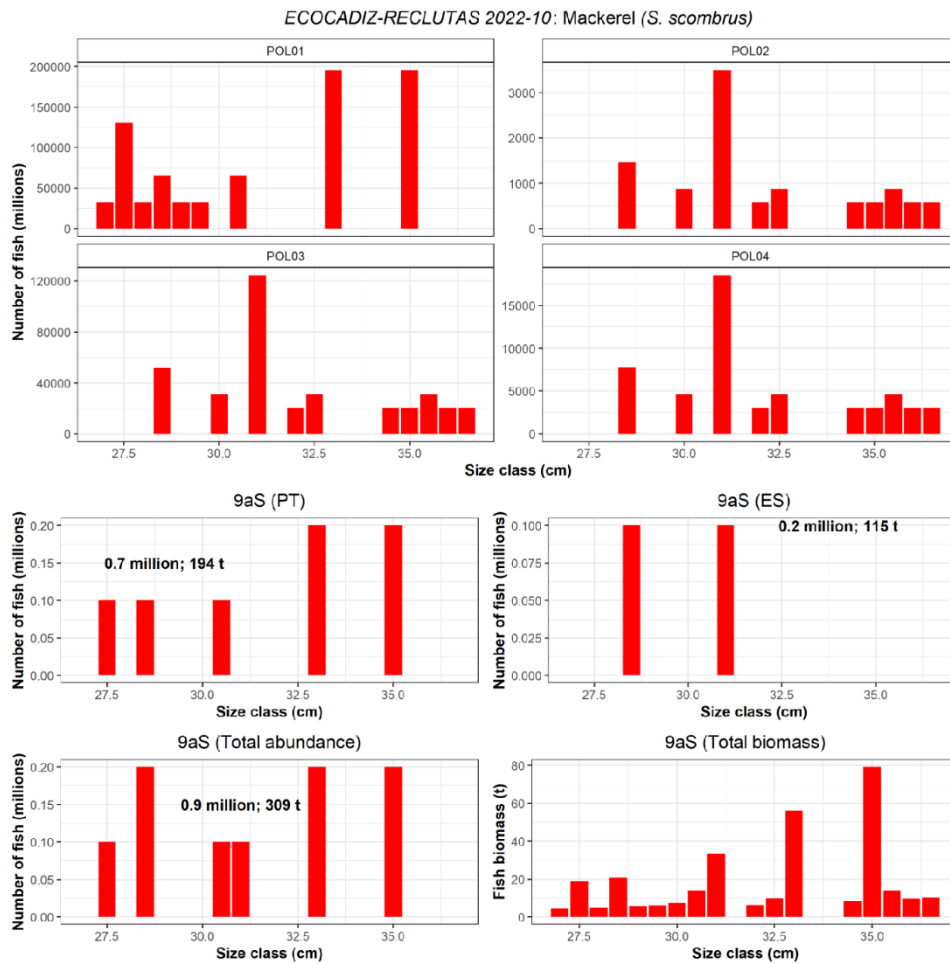 ECOCADIZ-RECLUTAS 2022-10: Mackerel (S. scombrus)
POL01
POL02
200000
150000
100000
50000
0
3000
2000
1000
0
POL03
POL04
120000
80000
40000
0
15000
10000
5000
0
Number of fish (millions)
27.5 30.0 32.5 35.0
27.5 30.0 32.5 35.0
Size class (cm)
9aS (PT)
Number of fish (millions)
0.20
0.15
0.10
0.05
0.00
0.7 million; 194 t
27.5 30.0 32.5 35.0
Size class (cm)
9aS (ES)
Number of fish (millions)
0.100
0.075
0.050
0.025
0.000
0.2 million; 115 t
27.5 30.0 32.5 35.0
Size class (cm)
9aS (Total abundance)
Number of fish (millions)
0.20
0.15
0.10
0.05
0.00
0.9 million; 309 t
27.5 30.0 32.5 35.0
Size class (cm)
9aS (Total biomass)
Fish biomass (t)
80
60
40
20
0
27.5 30.0 32.5 35.0
Size class (cm)